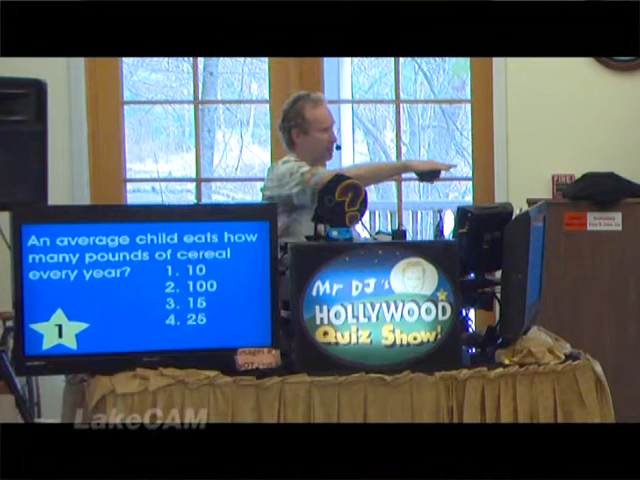 An average child eats how
many pounds of cereal
every year?
1. 10
2. 100
3. 15
4. 25
1
?
Mr DJ's
HOLLYWOOD
Quiz Show!
FIRE
LakeCAM